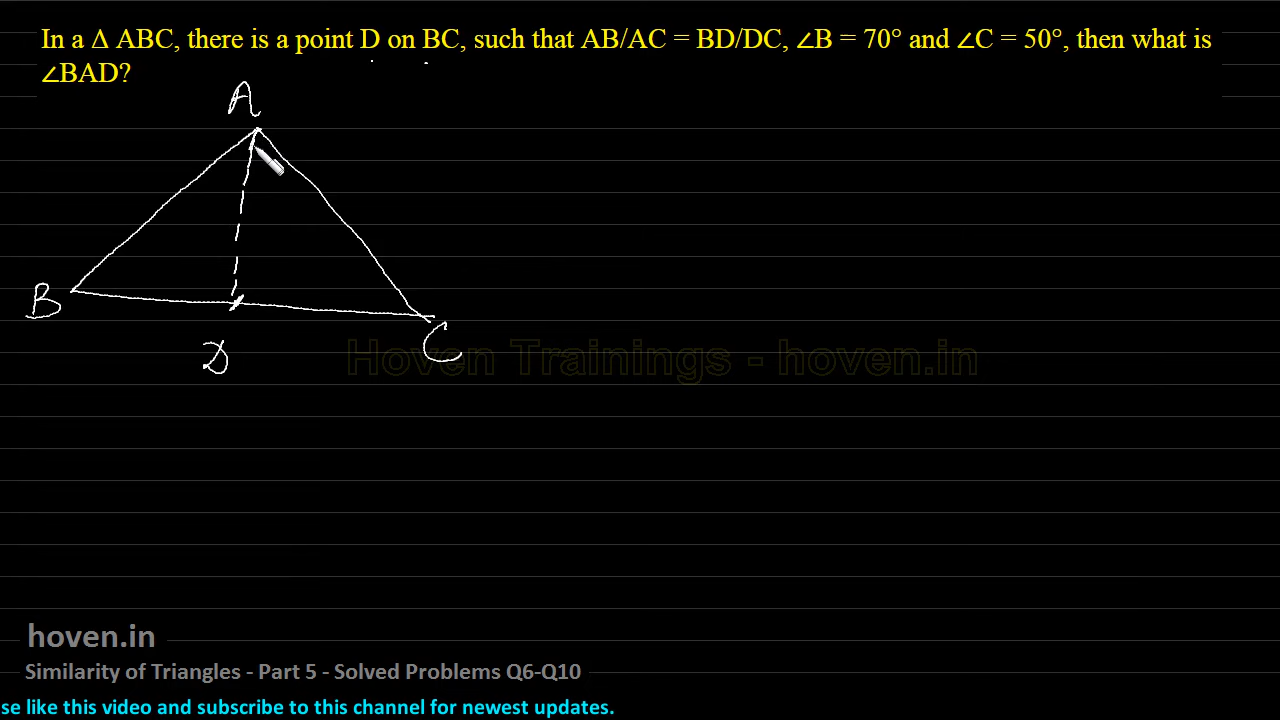 In a Δ ABC, there is a point D on BC, such that AB/AC = BD/DC, ∠B = 70° and ∠C = 50°, then what is
∠BAD?
A
B
D
C
Hoven Trainings - hoven.in
hoven.in
Similarity of Triangles - Part 5 - Solved Problems Q6-Q10
se like this video and subscribe to this channel for newest updates.